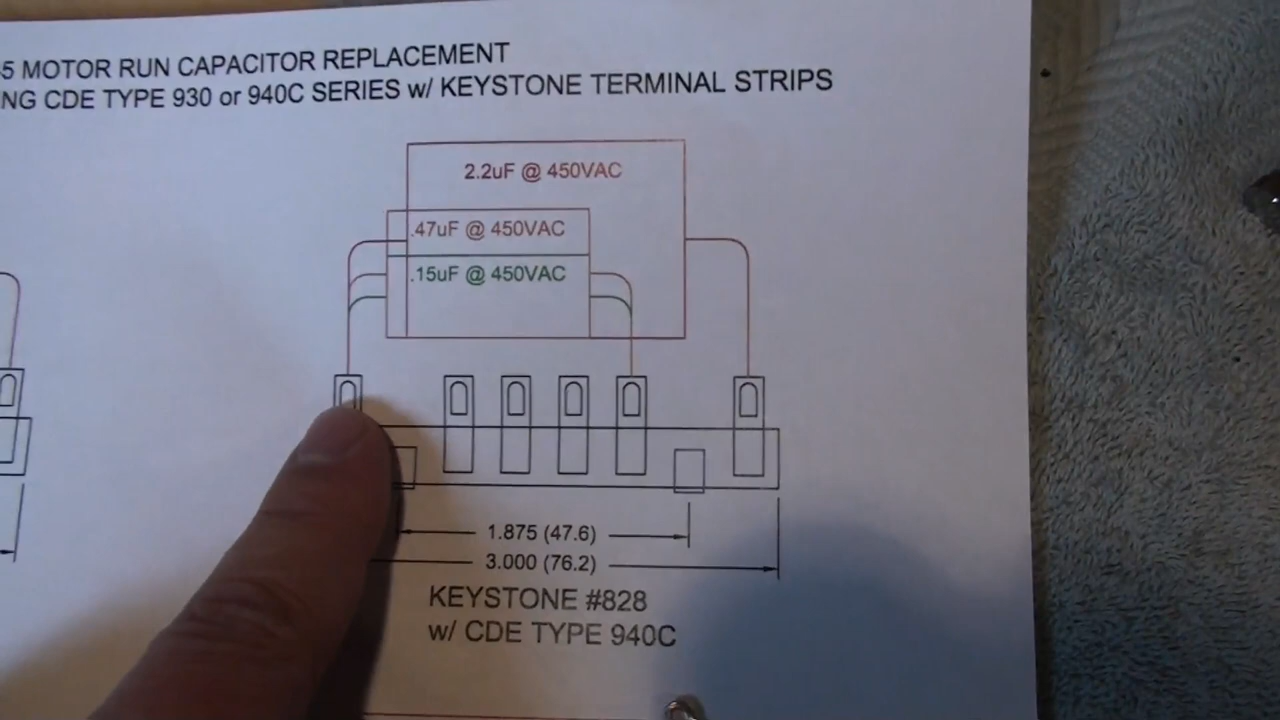 -5 MOTOR RUN CAPACITOR REPLACEMENT
NG CDE TYPE 930 or 940C SERIES w/ KEYSTONE TERMINAL STRIPS
2.2uF @ 450VAC
.47uF @ 450VAC
.15uF @ 450VAC
1.875 (47.6)
3.000 (76.2)
KEYSTONE #828
w/ CDE TYPE 940C